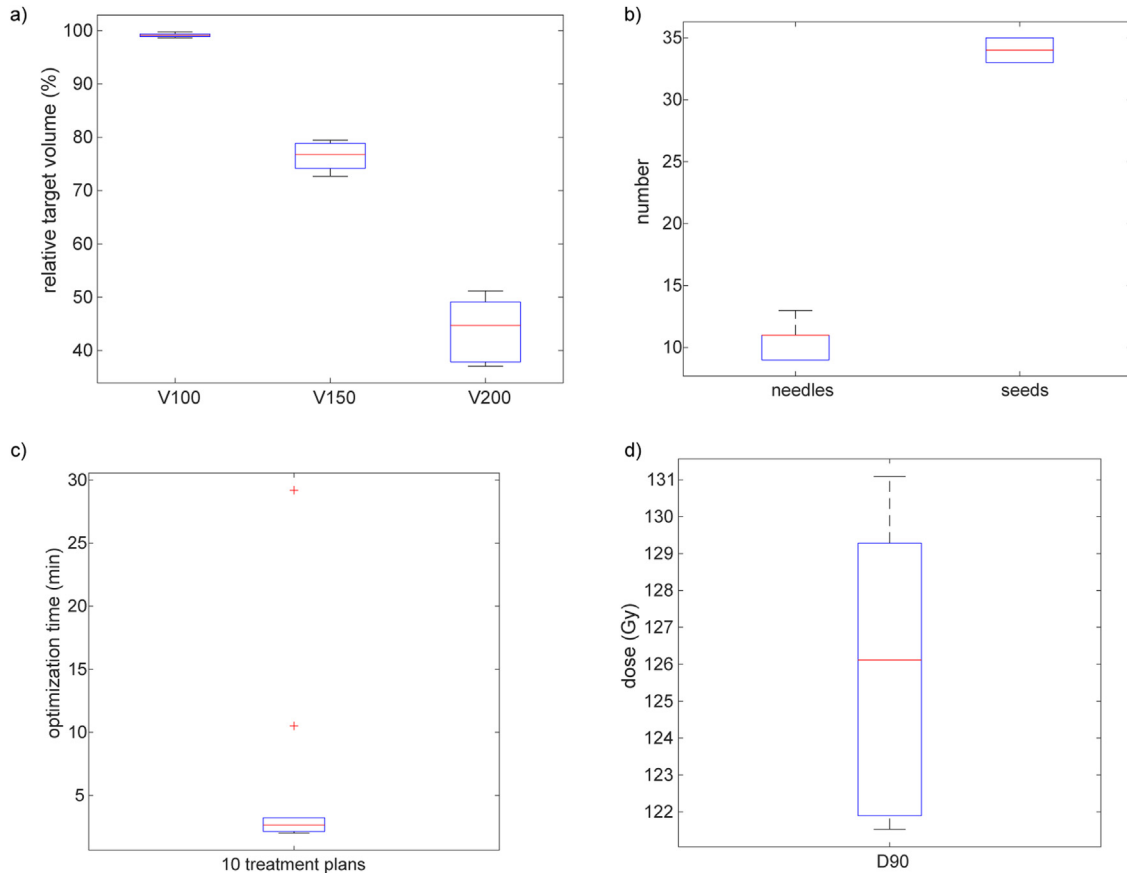 a)
relative target volume (%)
100
90
80
70
60
50
40
V100 V150 V200
b)
number
35
30
25
20
15
10
needles seeds
c)
optimization time (min)
30
25
20
15
10
5
10 treatment plans
d)
dose (Gy)
131
130
129
128
127
126
125
124
123
122
D90